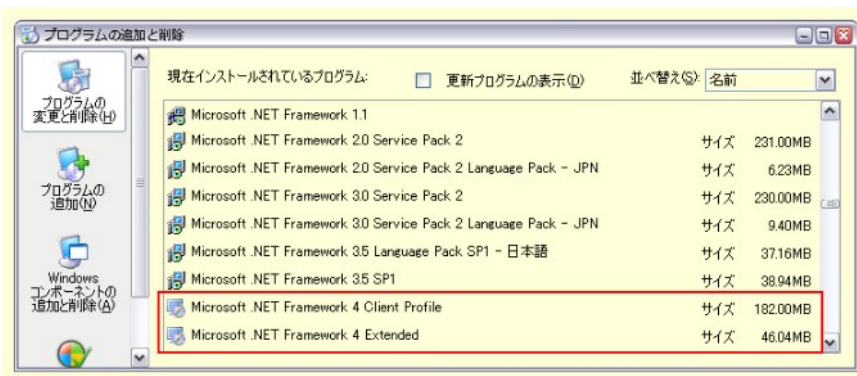 プログラムの追加と削除
プログラムの
変更と削除(H)
プログラムの
追加(N)
Windows
コンポーネントの
追加と削除(A)
現在インストールされているプログラム:
更新プログラムの表示(D)
並べ替え(S):
名前
Microsoft .NET Framework 1.1
Microsoft .NET Framework 2.0 Service Pack 2 サイズ 231.00MB
Microsoft .NET Framework 2.0 Service Pack 2 Language Pack - JPN サイズ 6.23MB
Microsoft .NET Framework 3.0 Service Pack 2 サイズ 230.00MB
Microsoft .NET Framework 3.0 Service Pack 2 Language Pack - JPN サイズ 9.40MB
Microsoft .NET Framework 3.5 Language Pack SP1 - 日本語 サイズ 37.16MB
Microsoft .NET Framework 3.5 SP1 サイズ 38.94MB
Microsoft .NET Framework 4 Client Profile サイズ 182.00MB
Microsoft .NET Framework 4 Extended サイズ 46.04MB